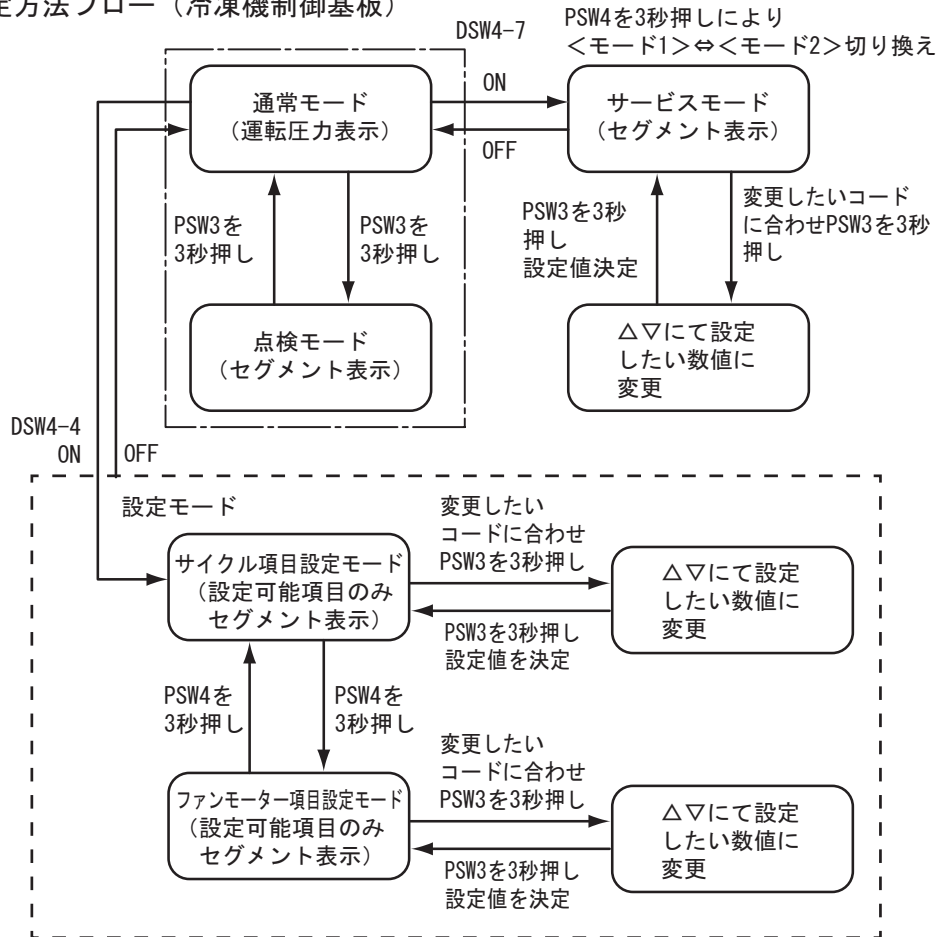 定方法フロー（冷凍機制御基板）
PSW4を3秒押しにより
＜モード1＞⇔＜モード2＞切り換え
DSW4-7
通常モード
（運転圧力表示）
ON
OFF
サービスモード
（セグメント表示）
PSW3を
3秒押し
PSW3を
3秒押し
PSW3を3秒
押し
設定値決定
変更したいコード
に合わせPSW3を3秒
押し
点検モード
（セグメント表示）
△▽にて設定
したい数値に
変更
DSW4-4
ON
OFF
設定モード
サイクル項目設定モード
（設定可能項目のみ
セグメント表示）
変更したい
コードに合わせ
PSW3を3秒押し
PSW3を3秒押し
設定値を決定
△▽にて設定
したい数値に
変更
PSW4を
3秒押し
PSW4を
3秒押し
ファンモーター項目設定モード
（設定可能項目のみ
セグメント表示）
変更したい
コードに合わせ
PSW3を3秒押し
PSW3を3秒押し
設定値を決定
△▽にて設定
したい数値に
変更